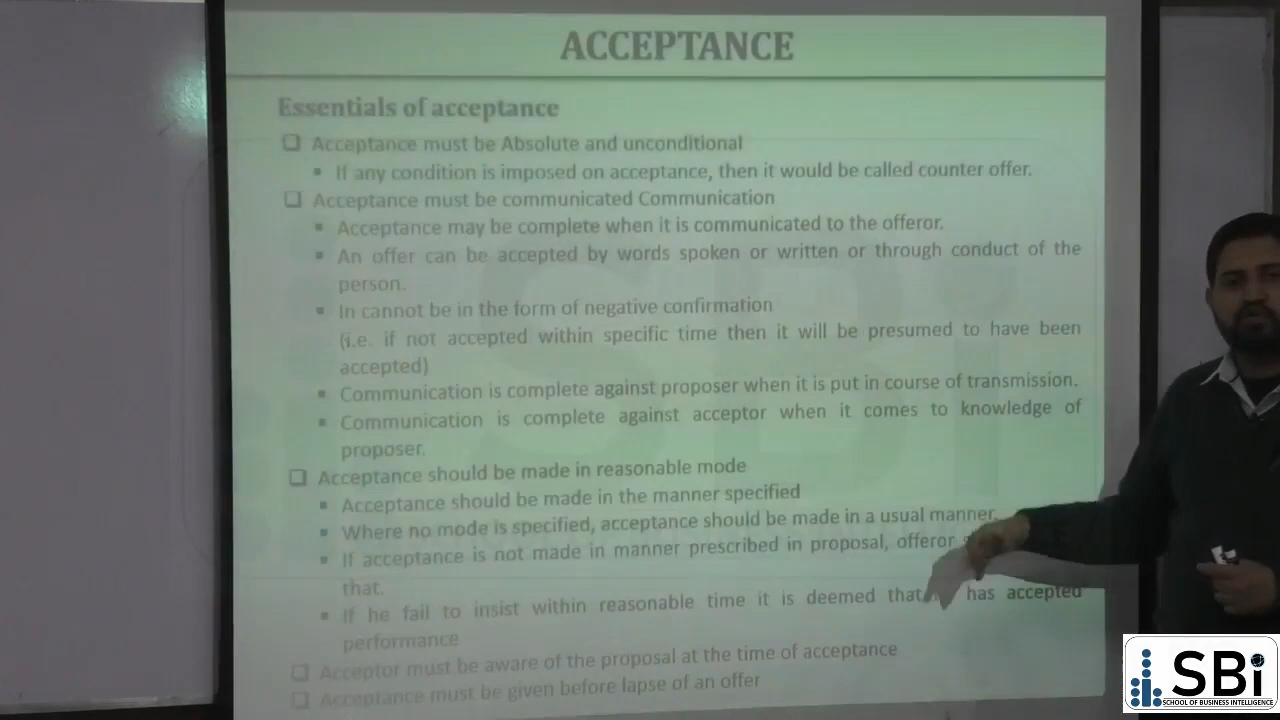 ACCEPTANCE
Essentials of acceptance
Acceptance must be Absolute and unconditional
If any condition is imposed on acceptance, then it would be called counter offer.
Acceptance must be communicated Communication
Acceptance may be complete when it is communicated to the offeror.
An offer can be accepted by words spoken or written or through conduct of the
person.
In cannot be in the form of negative confirmation
(i.e. if not accepted within specific time then it will be presumed to have been
accepted)
Communication is complete against proposer when it is put in course of transmission.
Communication is complete against acceptor when it comes to knowledge of
proposer.
Acceptance should be made in reasonable mode
Acceptance should be made in the manner specified
Where no mode is specified, acceptance should be made in a usual manner.
If acceptance is not made in manner prescribed in proposal, offeror
that.
If he fail to insist within reasonable time it is deemed that has accepted
performance
Acceptor must be aware of the proposal at the time of acceptance
Acceptance must be given before lapse of an offer
SBi
SCHOOL OF BUSINESS INTELLIGENCE